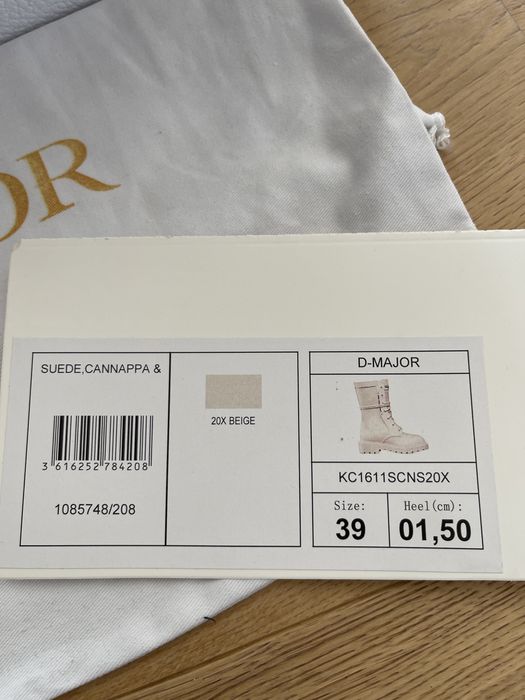 OR
SUEDE,CANNAPPA &
3 616252 784208
1085748/208
20X BEIGE
D-MAJOR
KC1611SCNS20X
Size:
39
Heel(cm):
01,50